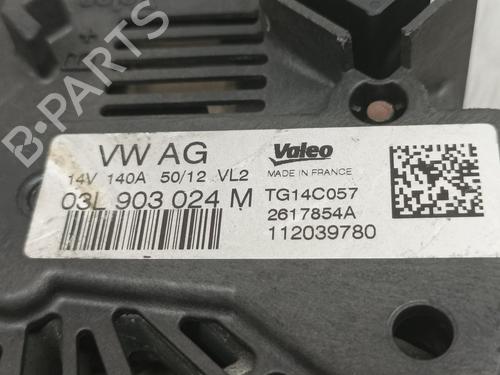 VW AG
14V 140A 50/12 VL2
03L 903 024 M
Valeo
MADE IN FRANCE
TG14C057
2617854A
112039780
B-PARTS